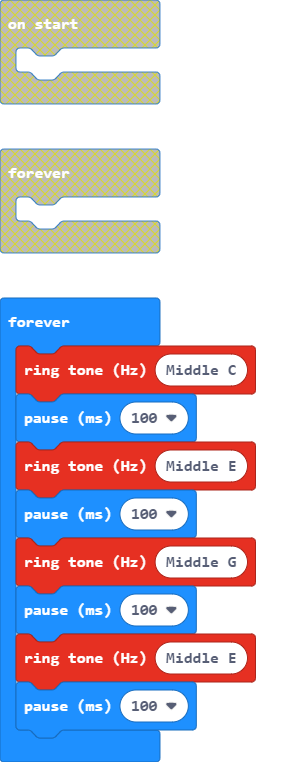 on start
forever
forever
ring tone (Hz) Middle C
pause (ms) 100
ring tone (Hz) Middle E
pause (ms) 100
ring tone (Hz) Middle G
pause (ms) 100
ring tone (Hz) Middle E
pause (ms) 100